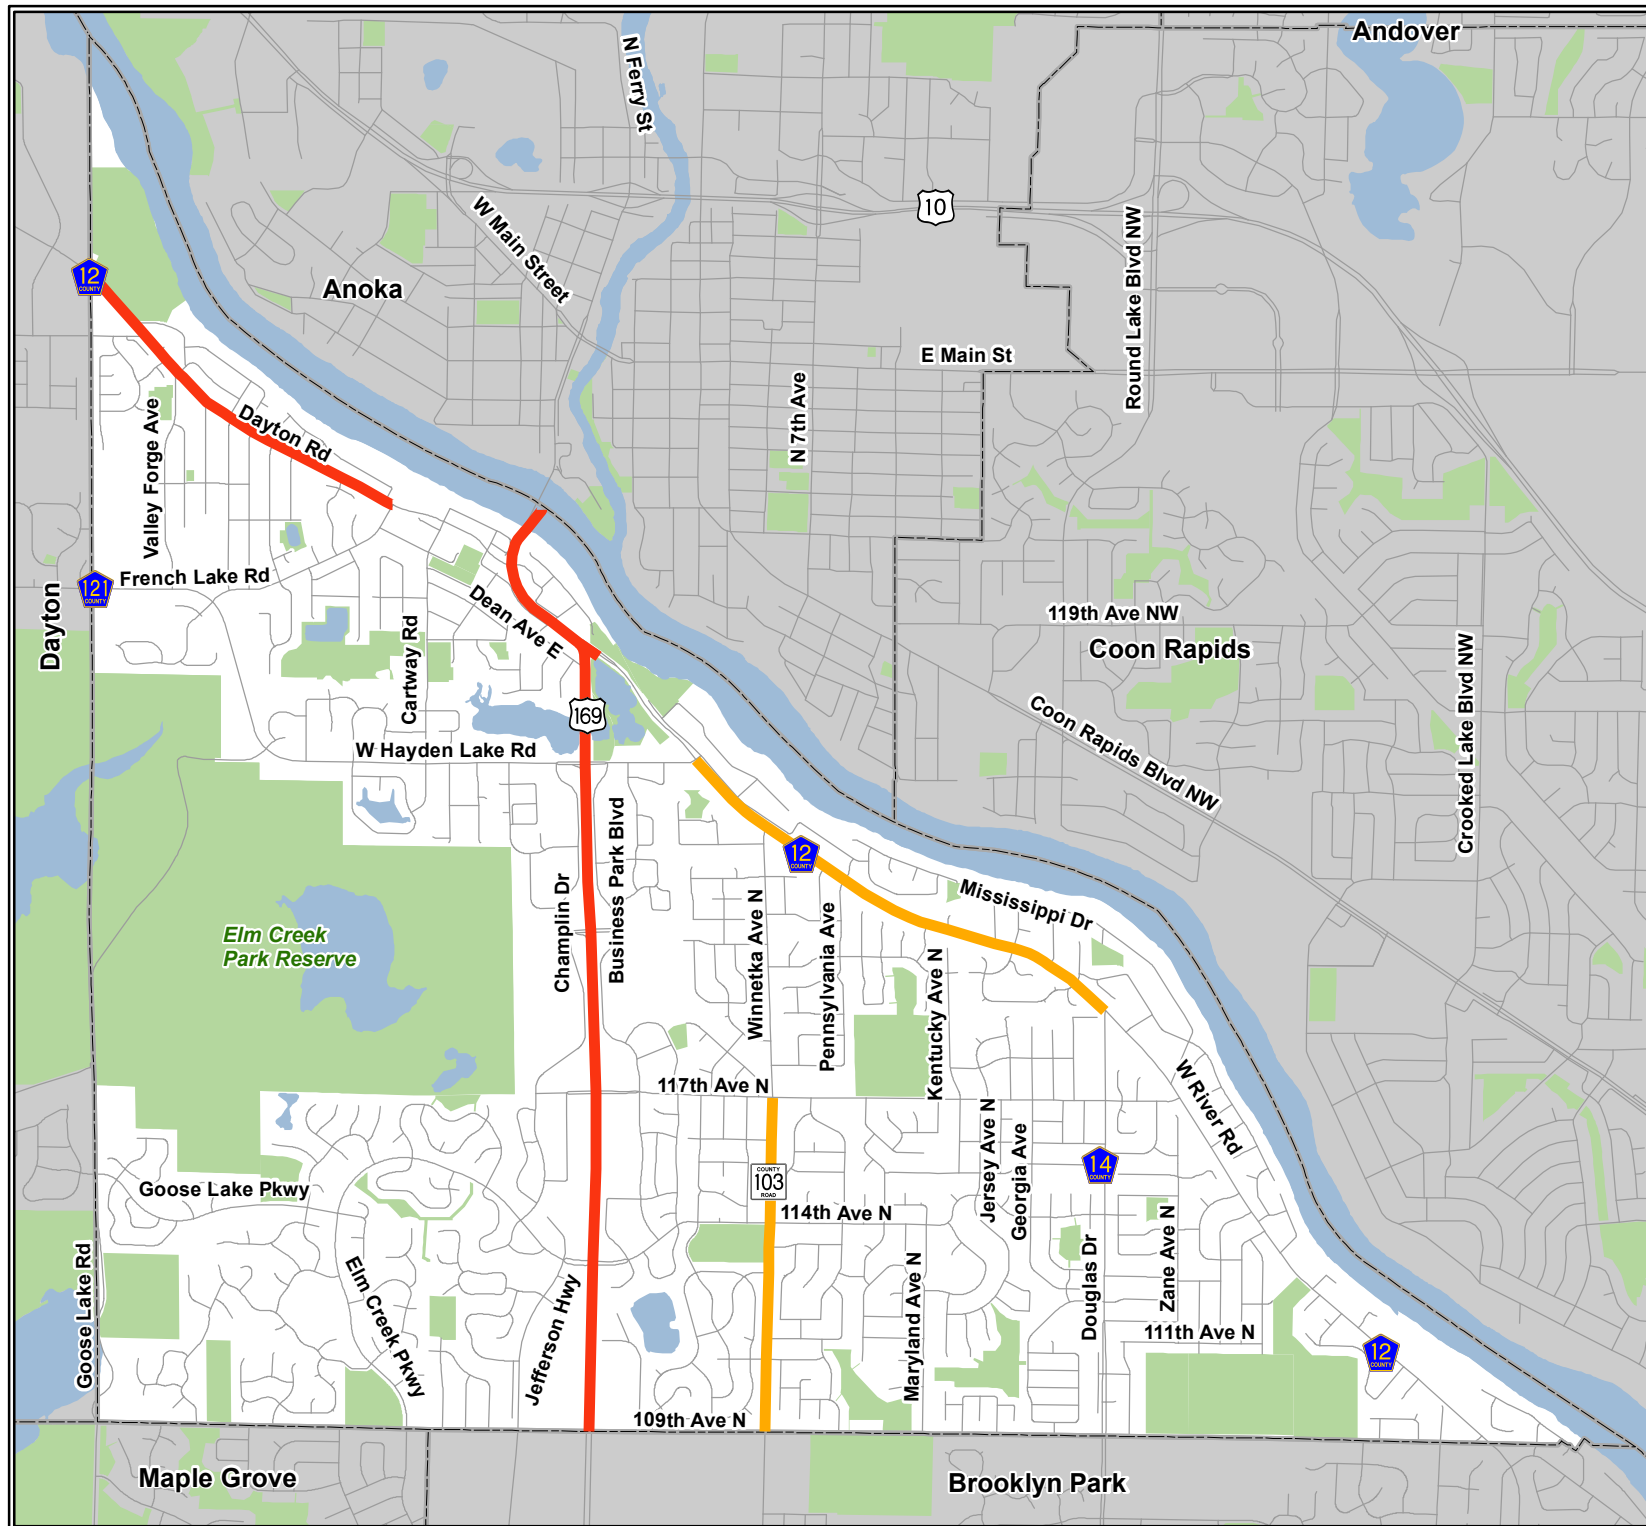 Andover
N Ferry St
10
W Main Street
Round Lake Blvd NW
12
COUNTY
Anoka
E Main St
N 7th Ave
Dayton Rd
Valley Forge Ave
121
COUNTY
French Lake Rd
Dayton
Dean Ave E
119th Ave NW
Coon Rapids
Cartway Rd
Crooked Lake Blvd NW
169
W Hayden Lake Rd
Coon Rapids Blvd NW
Business Park Blvd
12
COUNTY
Champlin Dr
Mississippi Dr
Elm Creek
Park Reserve
Winnetka Ave N
Pennsylvania Ave
Kentucky Ave N
117th Ave N
W River Rd
Jersey Ave N
Georgia Ave
COUNTY
103
ROAD
14
COUNTY
Goose Lake Pkwy
114th Ave N
Goose Lake Rd
Elm Creek Pkwy
Jefferson Hwy
Maryland Ave N
Douglas Dr
Zane Ave N
111th Ave N
12
COUNTY
109th Ave N
Maple Grove
Brooklyn Park